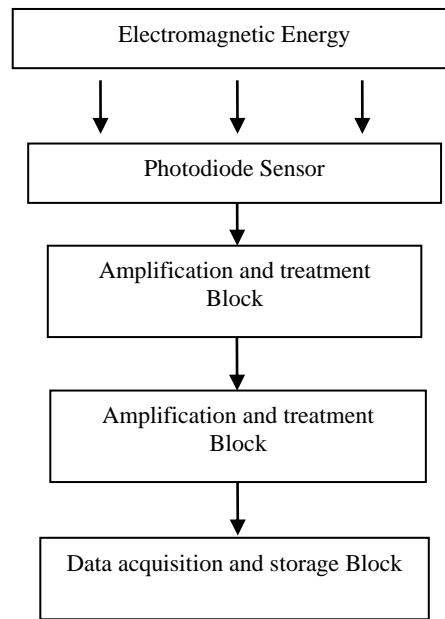 Electromagnetic Energy
Photodiode Sensor
Amplification and treatment
Block
Amplification and treatment
Block
Data acquisition and storage Block